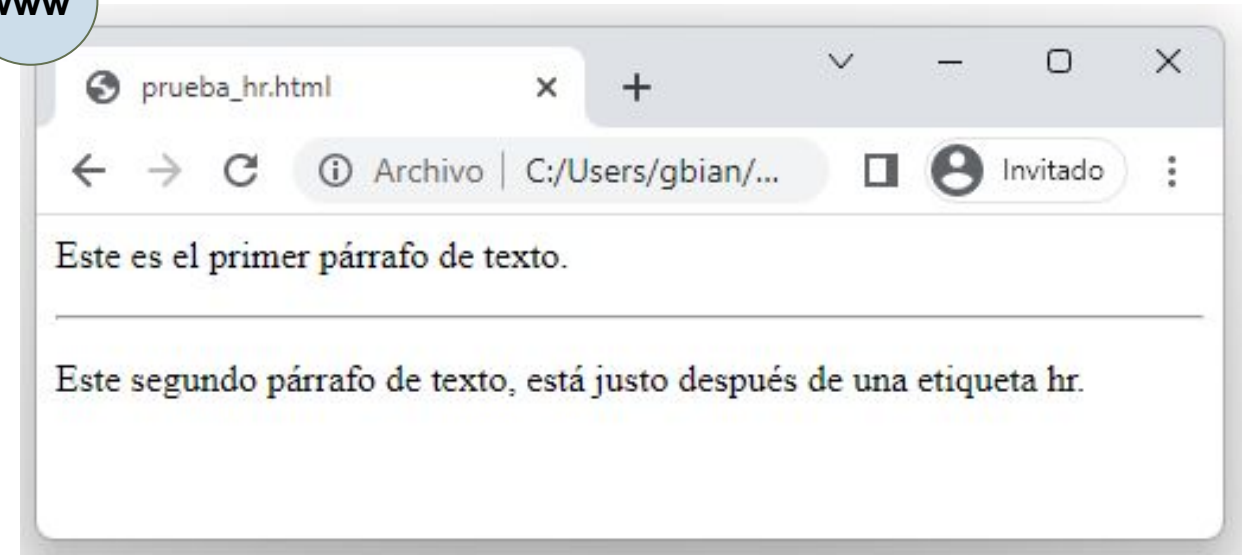 www
prueba_hr.html
Archivo | C:/Users/gbian/...
Invitado
Este es el primer párrafo de texto.
Este segundo párrafo de texto, está justo después de una etiqueta hr.